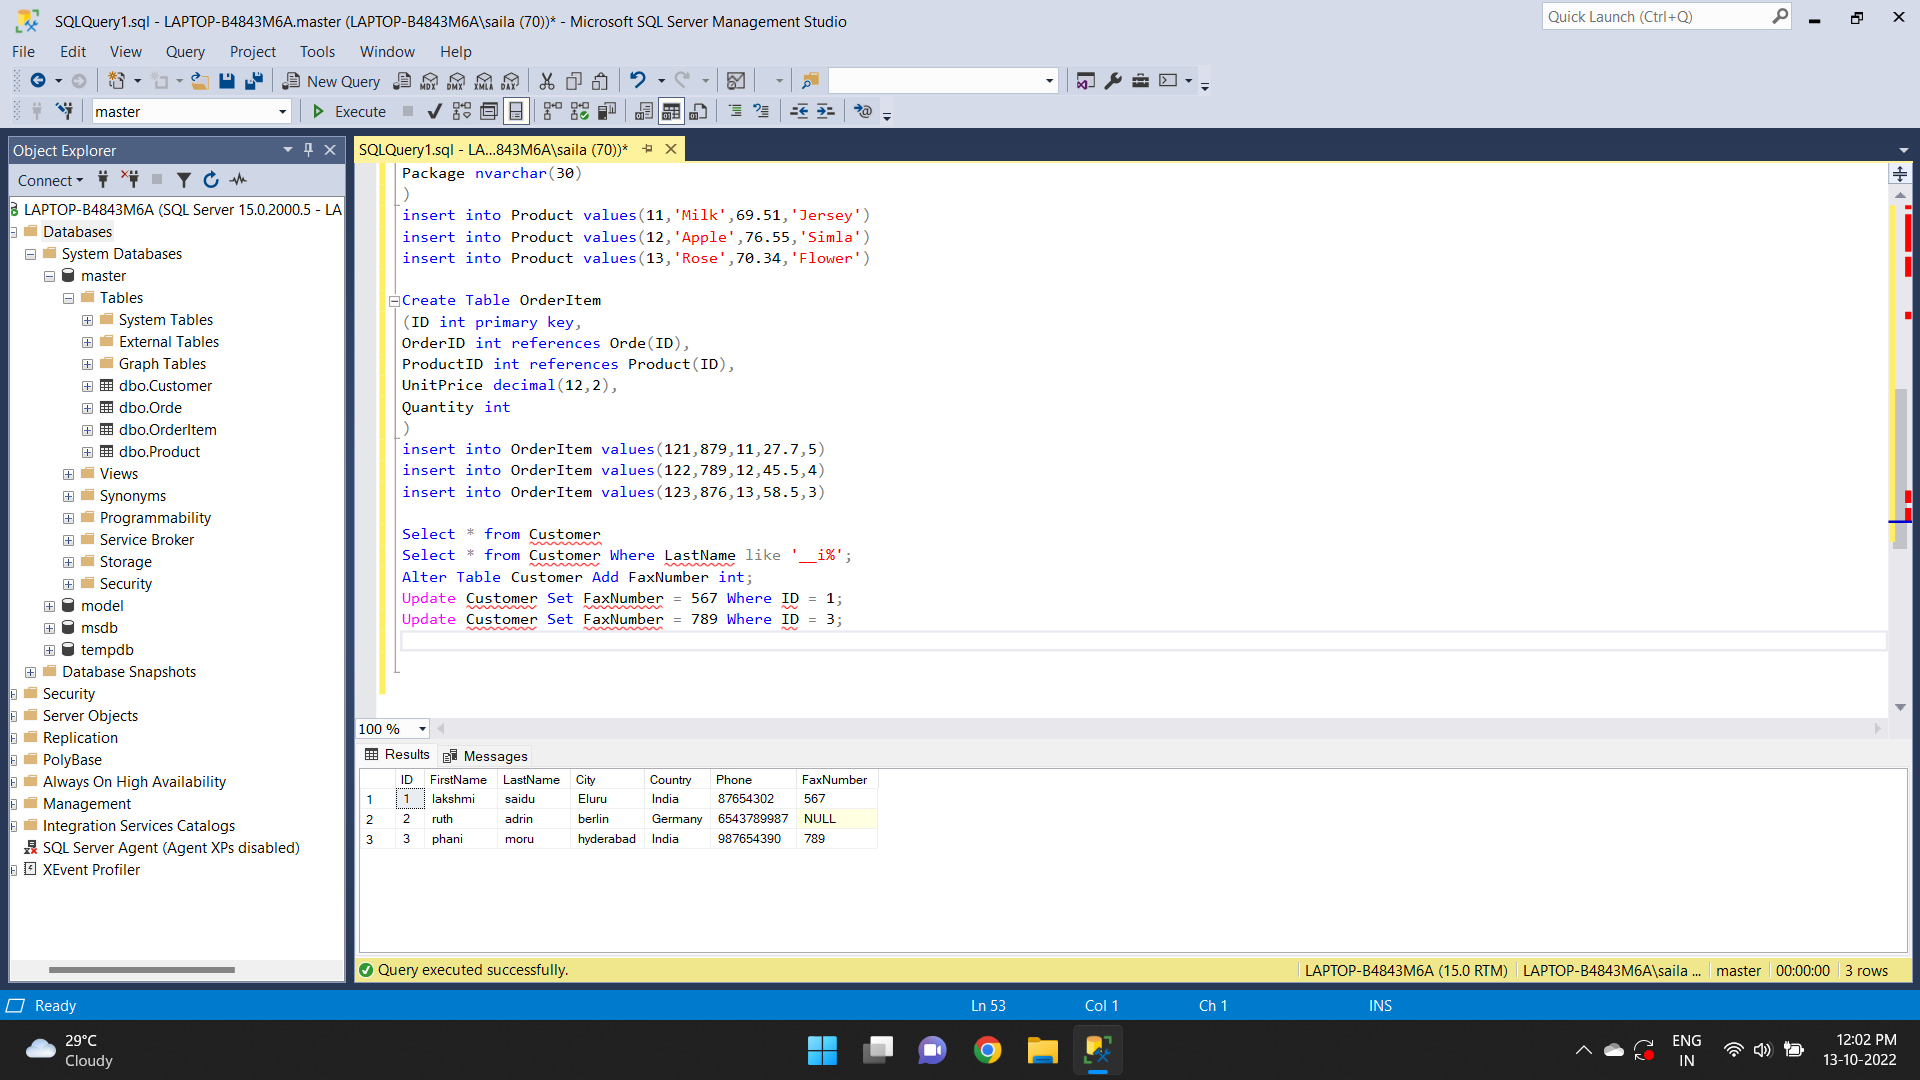 SQLQuery1.sql - LAPTOP-B4843M6A.master (LAPTOP-B4843M6A\saila (70))* - Microsoft SQL Server Management Studio
Quick Launch (Ctrl+Q)
File Edit View Query Project Tools Window Help
New Query MDX DMX XMLA DAX
master Execute
Object Explorer
Connect
LAPTOP-B4843M6A (SQL Server 15.0.2000.5 - LA
Databases
System Databases
master
Tables
System Tables
External Tables
Graph Tables
dbo.Customer
dbo.Orde
dbo.OrderItem
dbo.Product
Views
Synonyms
Programmability
Service Broker
Storage
Security
model
msdb
tempdb
Database Snapshots
Security
Server Objects
Replication
PolyBase
Always On High Availability
Management
Integration Services Catalogs
SQL Server Agent (Agent XPs disabled)
XEvent Profiler
SQLQuery1.sql - LA...843M6A\saila (70))*
Package nvarchar(30)
)
insert into Product values(11,'Milk',69.51,'Jersey')
insert into Product values(12,'Apple',76.55,'Simla')
insert into Product values(13,'Rose',70.34,'Flower')
Create Table OrderItem
(ID int primary key,
OrderID int references Orde(ID),
ProductID int references Product(ID),
UnitPrice decimal(12,2),
Quantity int
)
insert into OrderItem values(121,879,11,27.7,5)
insert into OrderItem values(122,789,12,45.5,4)
insert into OrderItem values(123,876,13,58.5,3)
Select * from Customer
Select * from Customer Where LastName like '__i%';
Alter Table Customer Add FaxNumber int;
Update Customer Set FaxNumber = 567 Where ID = 1;
Update Customer Set FaxNumber = 789 Where ID = 3;
100 %
Results Messages
ID FirstName LastName City Country Phone FaxNumber
1 1 lakshmi saidu Eluru India 87654302 567
2 2 ruth adrin berlin Germany 6543789987 NULL
3 3 phani moru hyderabad India 987654390 789
Query executed successfully. LAPTOP-B4843M6A (15.0 RTM) LAPTOP-B4843M6A\saila ... master 00:00:00 3 rows
Ready Ln 53 Col 1 Ch 1 INS
29°C
Cloudy
ENG
IN
12:02 PM
13-10-2022